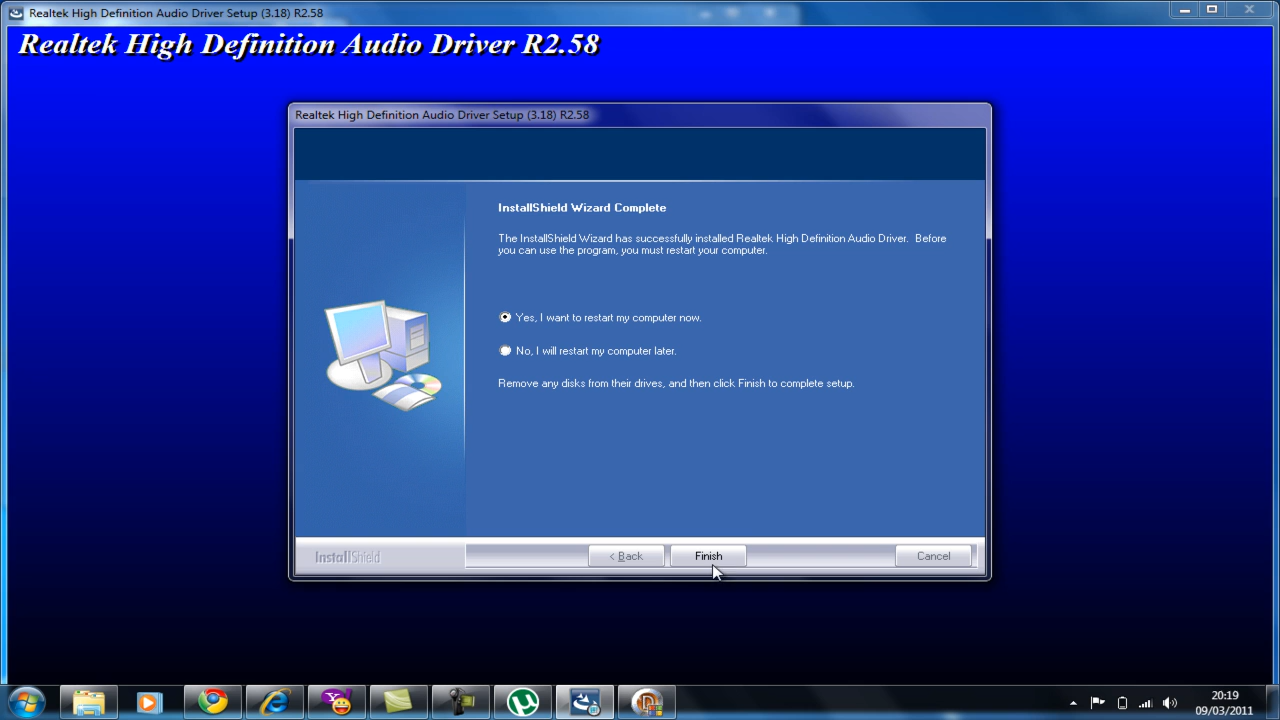 Realtek High Definition Audio Driver Setup (3.18) R2.58
Realtek High Definition Audio Driver R2.58
Realtek High Definition Audio Driver Setup (3.18) R2.58
InstallShield Wizard Complete
The InstallShield Wizard has successfully installed Realtek High Definition Audio Driver. Before
you can use the program, you must restart your computer.
Yes, I want to restart my computer now.
No, I will restart my computer later.
Remove any disks from their drives, and then click Finish to complete setup.
InstallShield
< Back
Finish
Cancel
20:19
09/03/2011